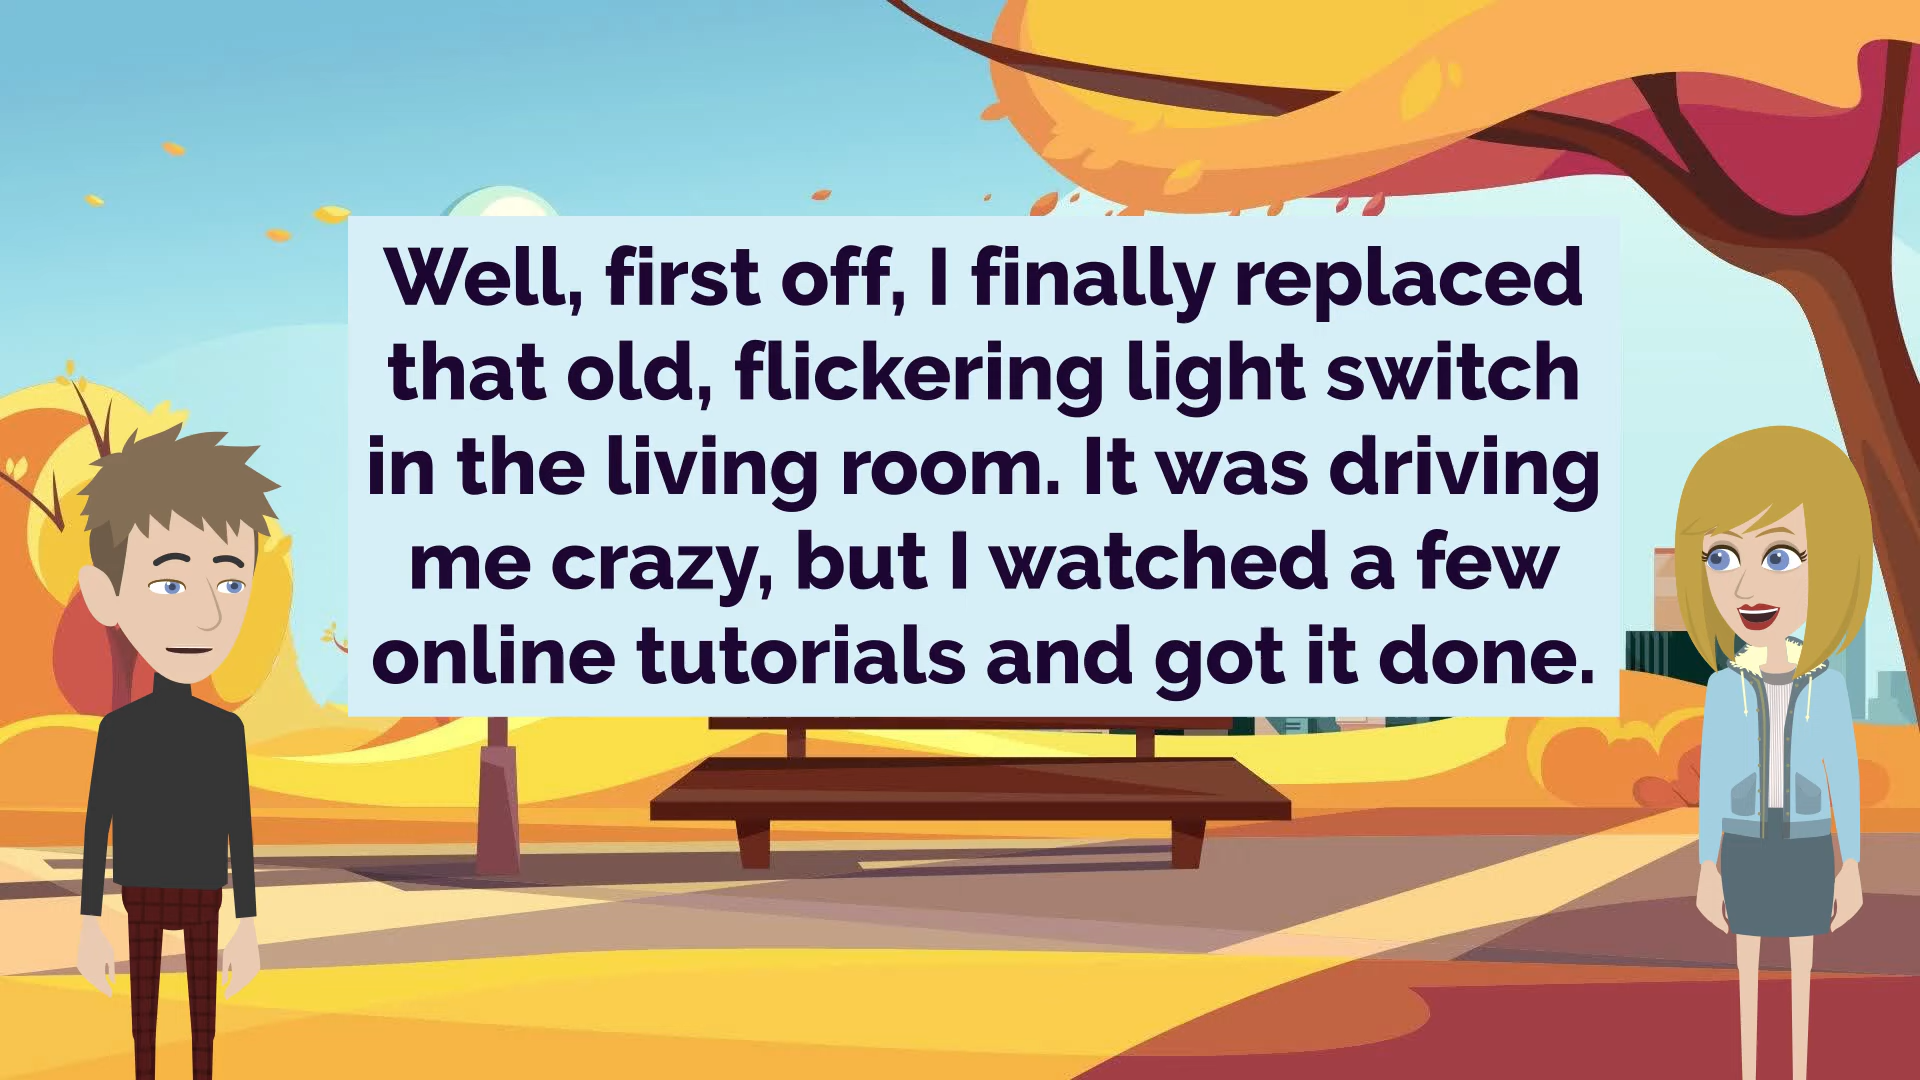 Well, first off, I finally replaced
that old, flickering light switch
in the living room. It was driving
me crazy, but I watched a few
online tutorials and got it done.